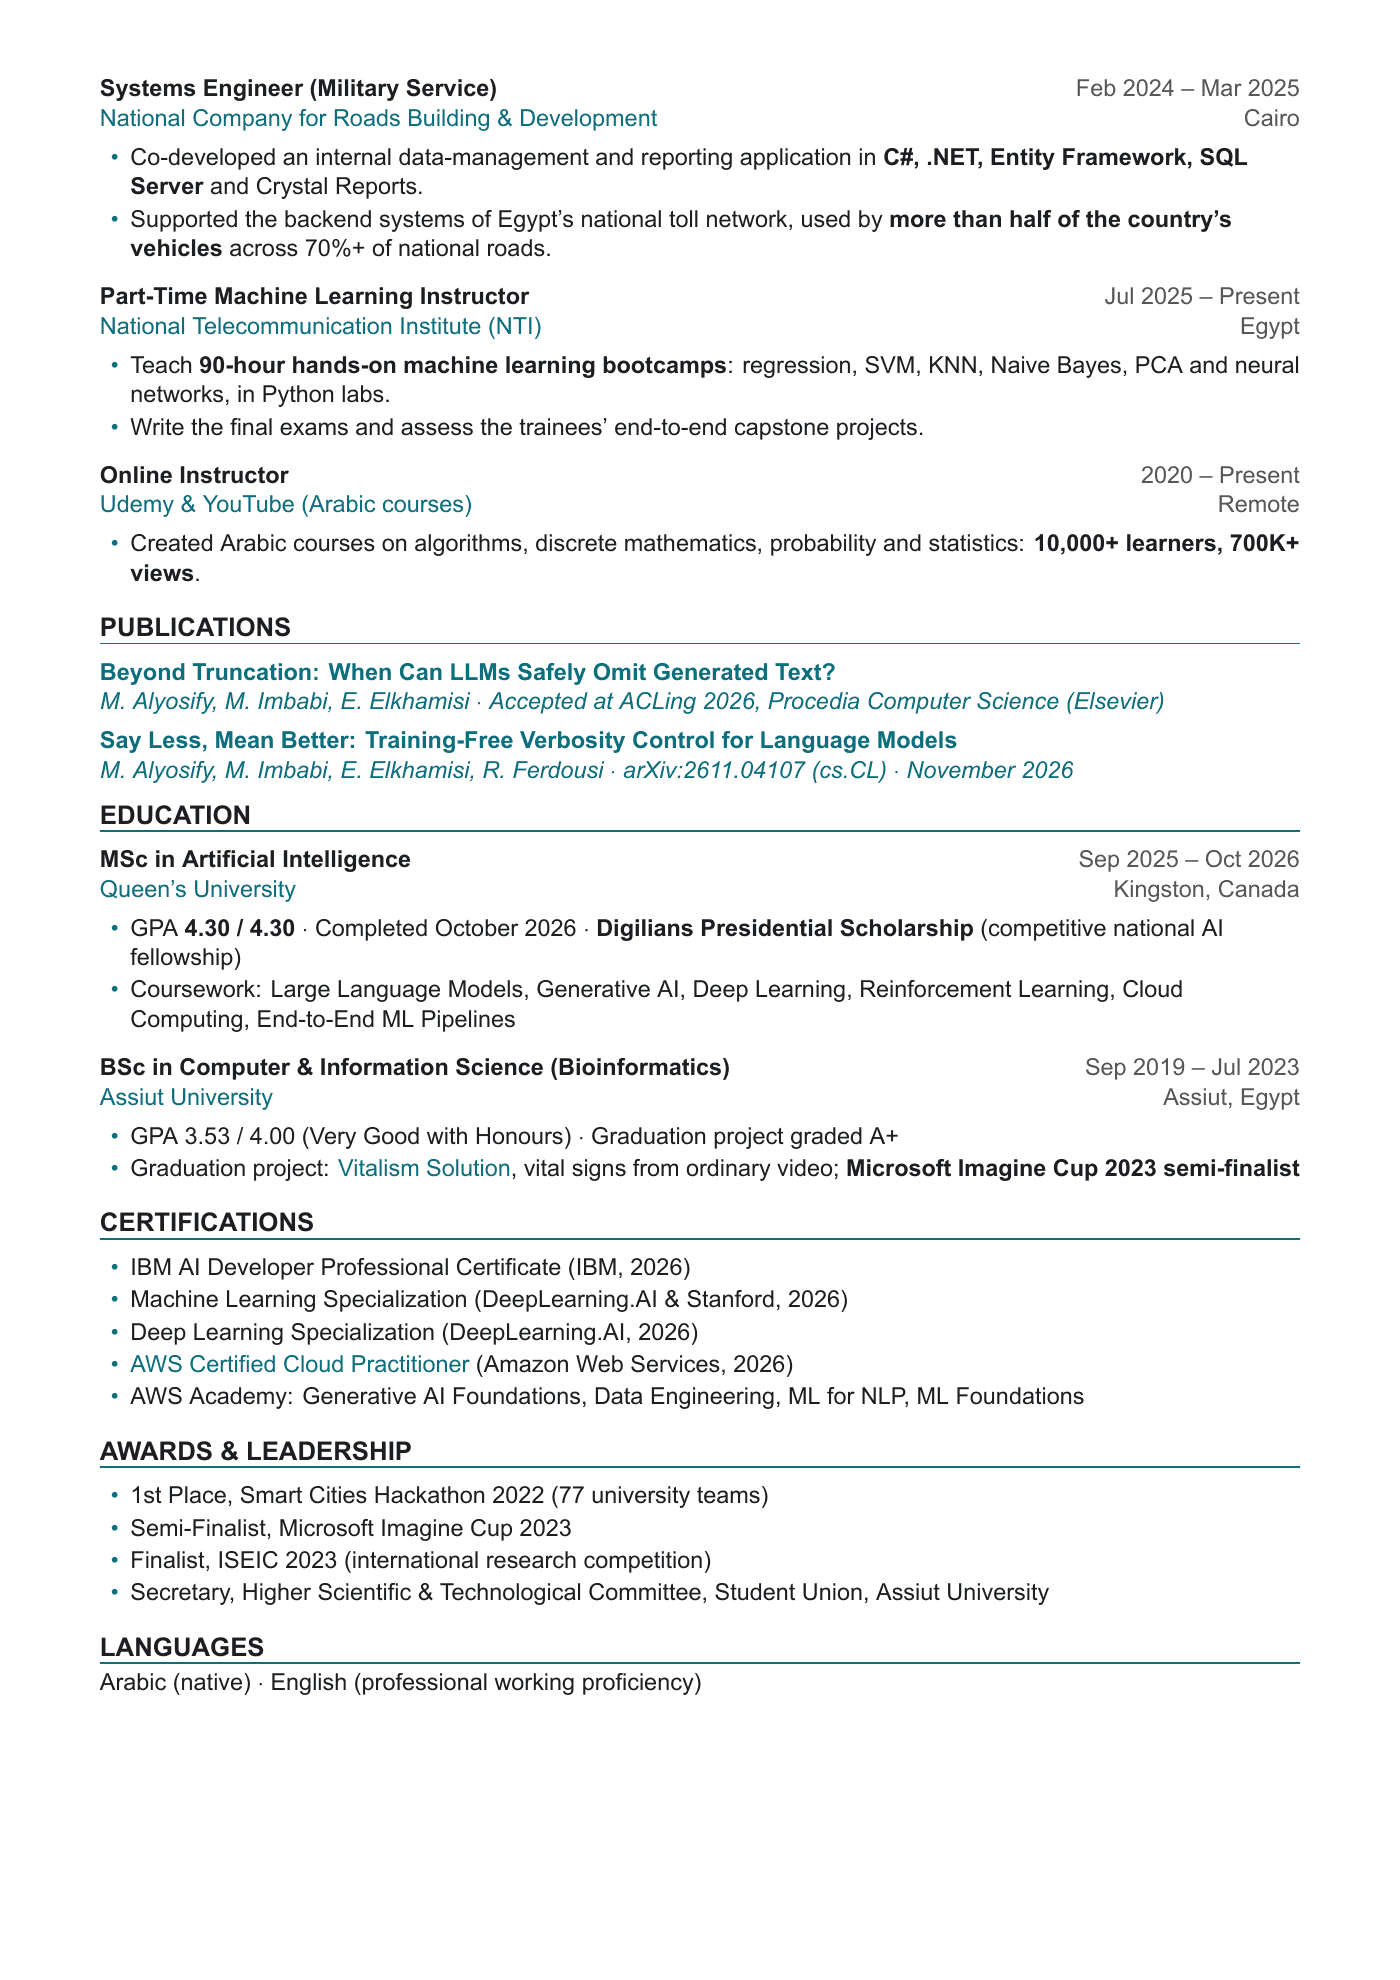 Systems Engineer (Military Service) Feb 2024 – Mar 2025
National Company for Roads Building & Development Cairo
• Co-developed an internal data-management and reporting application in C#, .NET, Entity Framework, SQL
Server and Crystal Reports.
• Supported the backend systems of Egypt’s national toll network, used by more than half of the country’s
vehicles across 70%+ of national roads.
Part-Time Machine Learning Instructor Jul 2025 – Present
National Telecommunication Institute (NTI) Egypt
• Teach 90-hour hands-on machine learning bootcamps: regression, SVM, KNN, Naive Bayes, PCA and neural
networks, in Python labs.
• Write the final exams and assess the trainees’ end-to-end capstone projects.
Online Instructor 2020 – Present
Udemy & YouTube (Arabic courses) Remote
• Created Arabic courses on algorithms, discrete mathematics, probability and statistics: 10,000+ learners, 700K+
views.
PUBLICATIONS
Beyond Truncation: When Can LLMs Safely Omit Generated Text?
M. Alyosify, M. Imbabi, E. Elkhamisi · Accepted at ACLing 2026, Procedia Computer Science (Elsevier)
Say Less, Mean Better: Training-Free Verbosity Control for Language Models
M. Alyosify, M. Imbabi, E. Elkhamisi, R. Ferdousi · arXiv:2611.04107 (cs.CL) · November 2026
EDUCATION
MSc in Artificial Intelligence Sep 2025 – Oct 2026
Queen’s University Kingston, Canada
• GPA 4.30 / 4.30 · Completed October 2026 · Digilians Presidential Scholarship (competitive national AI
fellowship)
• Coursework: Large Language Models, Generative AI, Deep Learning, Reinforcement Learning, Cloud
Computing, End-to-End ML Pipelines
BSc in Computer & Information Science (Bioinformatics) Sep 2019 – Jul 2023
Assiut University Assiut, Egypt
• GPA 3.53 / 4.00 (Very Good with Honours) · Graduation project graded A+
• Graduation project: Vitalism Solution, vital signs from ordinary video; Microsoft Imagine Cup 2023 semi-finalist
CERTIFICATIONS
• IBM AI Developer Professional Certificate (IBM, 2026)
• Machine Learning Specialization (DeepLearning.AI & Stanford, 2026)
• Deep Learning Specialization (DeepLearning.AI, 2026)
• AWS Certified Cloud Practitioner (Amazon Web Services, 2026)
• AWS Academy: Generative AI Foundations, Data Engineering, ML for NLP, ML Foundations
AWARDS & LEADERSHIP
• 1st Place, Smart Cities Hackathon 2022 (77 university teams)
• Semi-Finalist, Microsoft Imagine Cup 2023
• Finalist, ISEIC 2023 (international research competition)
• Secretary, Higher Scientific & Technological Committee, Student Union, Assiut University
LANGUAGES
Arabic (native) · English (professional working proficiency)